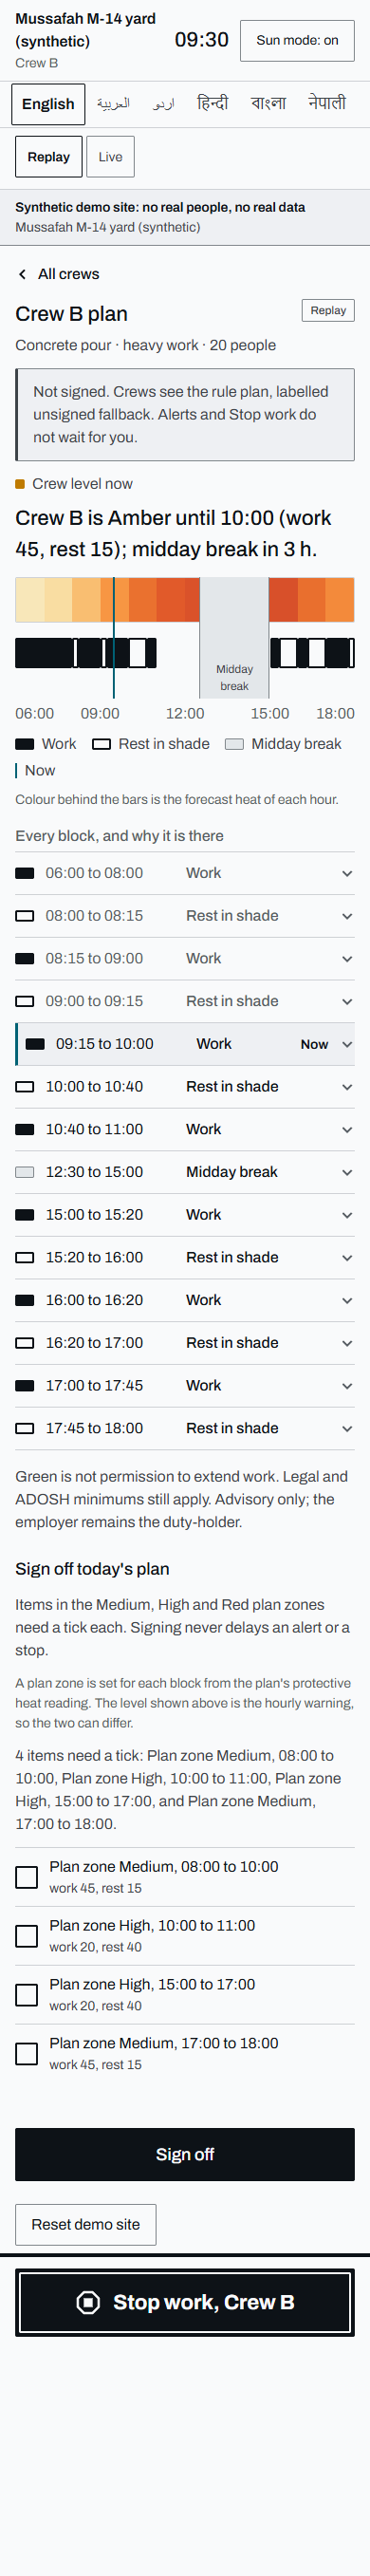 Mussafah M-14 yard
(synthetic)
Crew B
09:30
Sun mode: on
English
العربية
اردو
हिन्दी
বাংলা
नेपाली
Replay
Live
Synthetic demo site: no real people, no real data
Mussafah M-14 yard (synthetic)
All crews
Crew B plan
Replay
Concrete pour · heavy work · 20 people
Not signed. Crews see the rule plan, labelled
unsigned fallback. Alerts and Stop work do
not wait for you.
Crew level now
Crew B is Amber until 10:00 (work
45, rest 15); midday break in 3 h.
Midday
break
06:00 09:00 12:00 15:00 18:00
Work Rest in shade Midday break
Now
Colour behind the bars is the forecast heat of each hour.
Every block, and why it is there
06:00 to 08:00 Work
08:00 to 08:15 Rest in shade
08:15 to 09:00 Work
09:00 to 09:15 Rest in shade
09:15 to 10:00 Work Now
10:00 to 10:40 Rest in shade
10:40 to 11:00 Work
12:30 to 15:00 Midday break
15:00 to 15:20 Work
15:20 to 16:00 Rest in shade
16:00 to 16:20 Work
16:20 to 17:00 Rest in shade
17:00 to 17:45 Work
17:45 to 18:00 Rest in shade
Green is not permission to extend work. Legal and
ADOSH minimums still apply. Advisory only; the
employer remains the duty-holder.
Sign off today's plan
Items in the Medium, High and Red plan zones
need a tick each. Signing never delays an alert or a
stop.
A plan zone is set for each block from the plan's protective
heat reading. The level shown above is the hourly warning,
so the two can differ.
4 items need a tick: Plan zone Medium, 08:00 to
10:00, Plan zone High, 10:00 to 11:00, Plan zone
High, 15:00 to 17:00, and Plan zone Medium,
17:00 to 18:00.
Plan zone Medium, 08:00 to 10:00
work 45, rest 15
Plan zone High, 10:00 to 11:00
work 20, rest 40
Plan zone High, 15:00 to 17:00
work 20, rest 40
Plan zone Medium, 17:00 to 18:00
work 45, rest 15
Sign off
Reset demo site
Stop work, Crew B